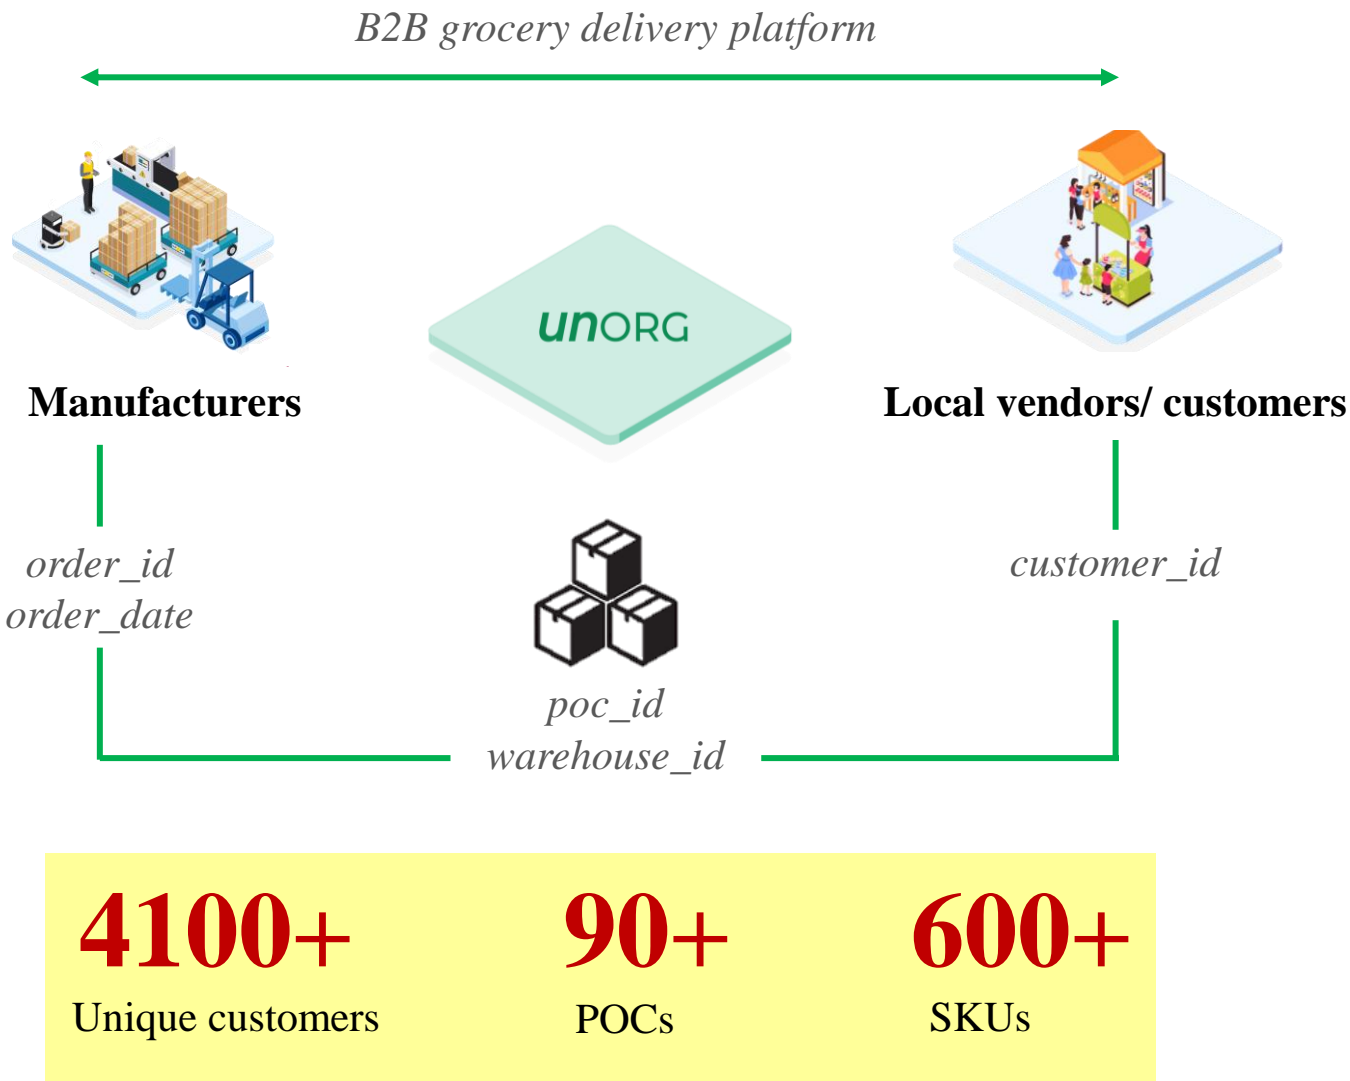 B2B grocery delivery platform
unORG
Manufacturers
Local vendors/ customers
order_id
order_date
customer_id
poc_id
warehouse_id
4100+
Unique customers
90+
POCs
600+
SKUs